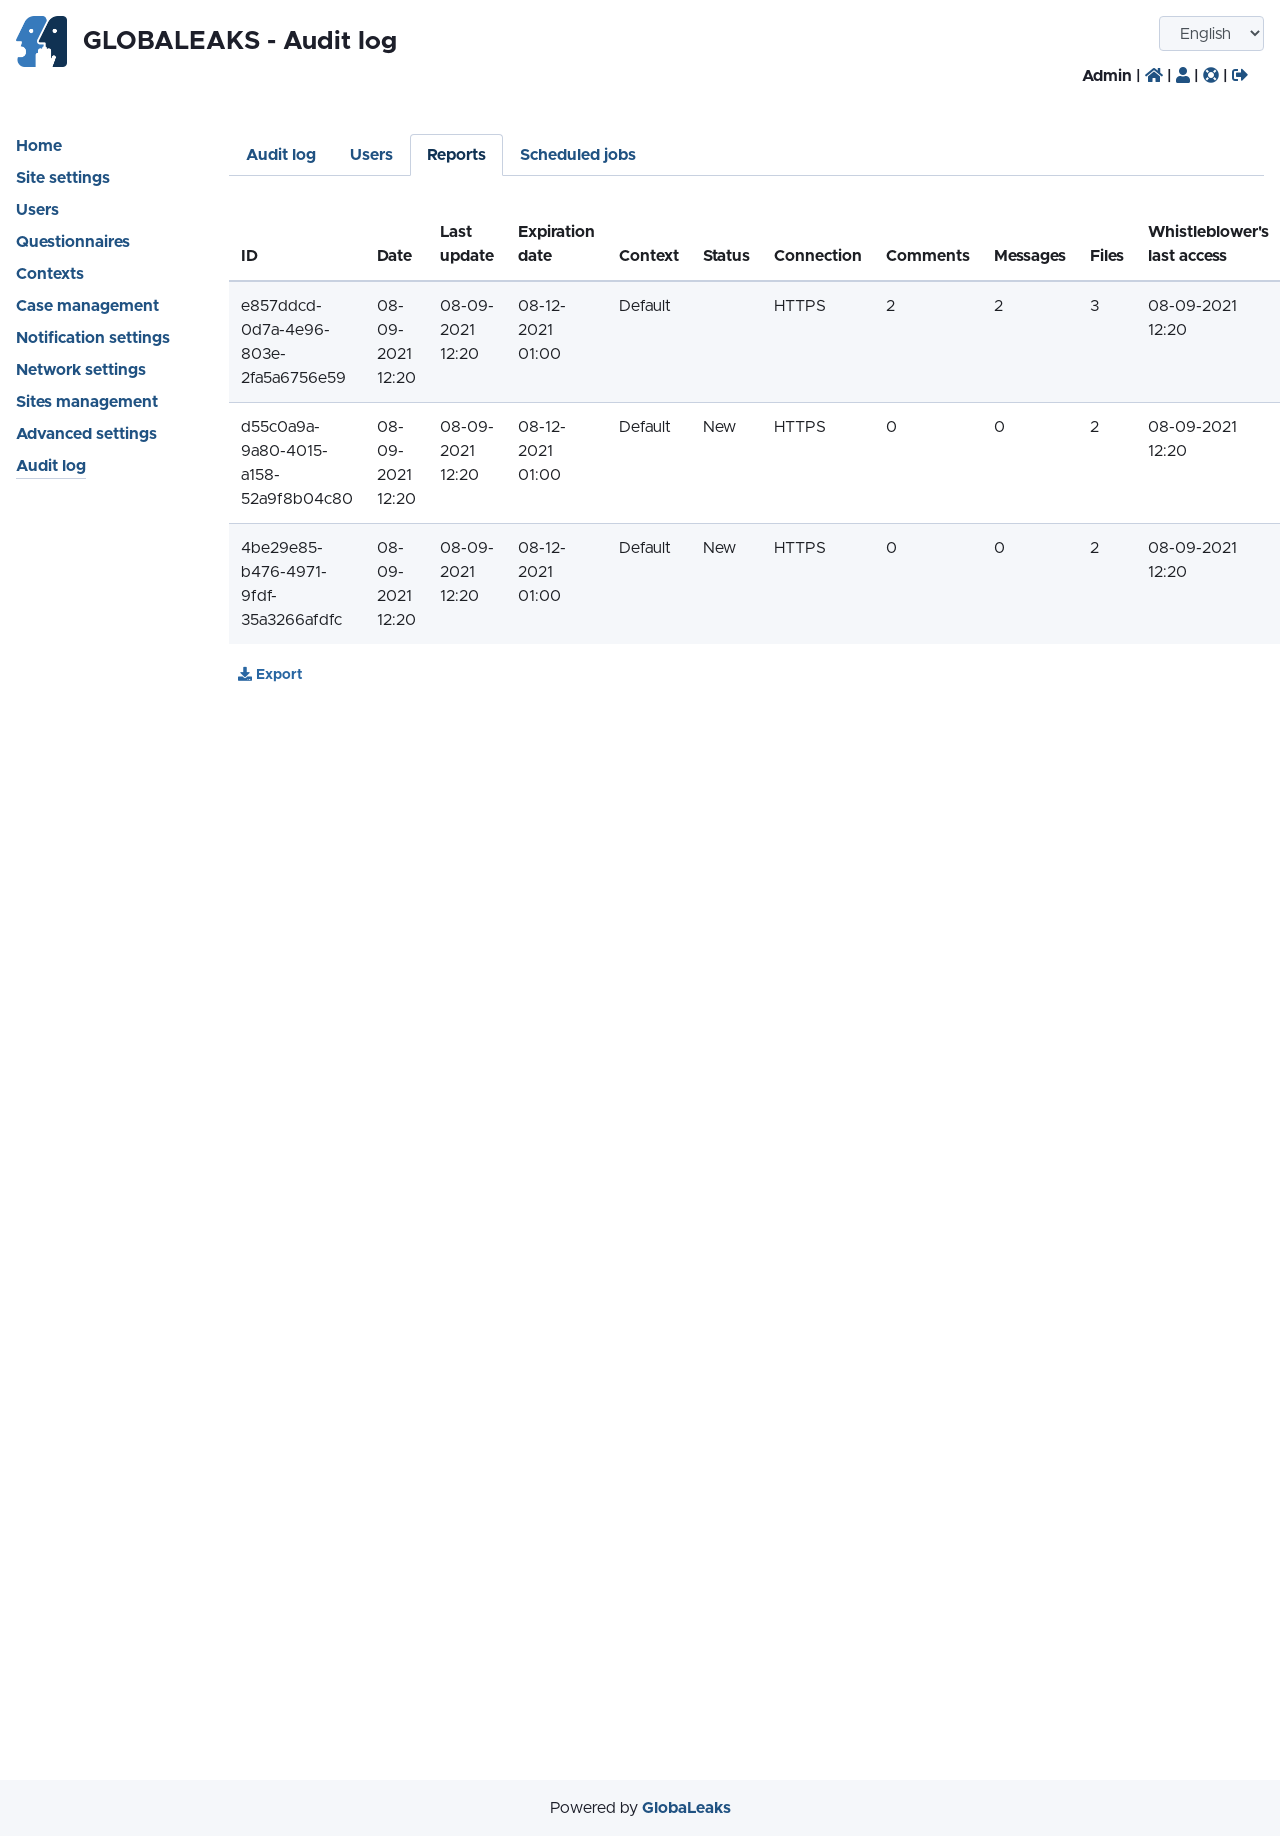 GLOBALEAKS - Audit log
English
Admin | | | |
Home
Site settings
Users
Questionnaires
Contexts
Case management
Notification settings
Network settings
Sites management
Advanced settings
Audit log
Audit log Users Reports Scheduled jobs
ID Date Last update Expiration date Context Status Connection Comments Messages Files Whistleblower's last access
e857ddcd-0d7a-4e96-803e-2fa5a6756e59 08-09-2021 12:20 08-09-2021 12:20 08-12-2021 01:00 Default HTTPS 2 2 3 08-09-2021 12:20
d55c0a9a-9a80-4015-a158-52a9f8b04c80 08-09-2021 12:20 08-09-2021 12:20 08-12-2021 01:00 Default New HTTPS 0 0 2 08-09-2021 12:20
4be29e85-b476-4971-9fdf-35a3266afdfc 08-09-2021 12:20 08-09-2021 12:20 08-12-2021 01:00 Default New HTTPS 0 0 2 08-09-2021 12:20
Export
Powered by GlobaLeaks